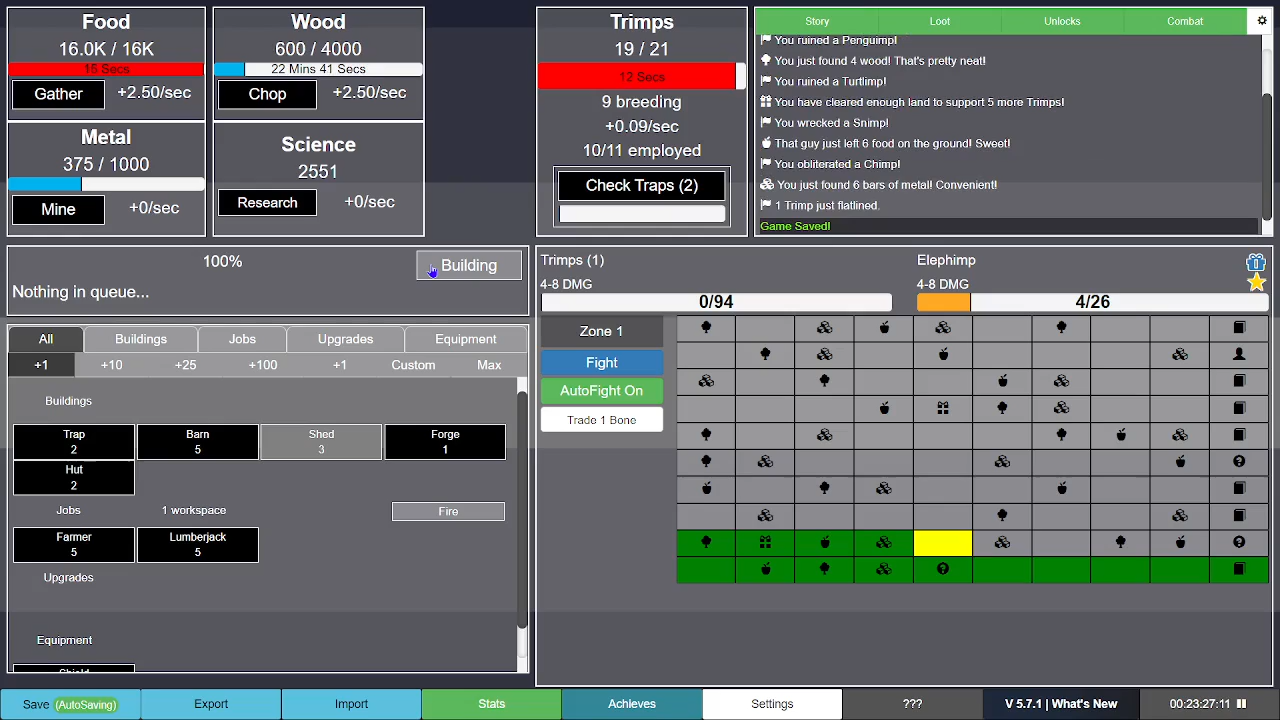 Food
16.0K / 16K
15 Secs
Gather
+2.50/sec
Wood
600 / 4000
22 Mins 41 Secs
Chop
+2.50/sec
Metal
375 / 1000
Mine
+0/sec
Science
2551
Research
+0/sec
Trimps
19 / 21
12 Secs
9 breeding
+0.09/sec
10/11 employed
Check Traps (2)
Story
Loot
Unlocks
Combat
You ruined a Penguimp!
You just found 4 wood! That's pretty neat!
You ruined a Turtlimp!
You have cleared enough land to support 5 more Trimps!
You wrecked a Snimp!
That guy just left 6 food on the ground! Sweet!
You obliterated a Chimp!
You just found 6 bars of metal! Convenient!
1 Trimp just flatlined.
Game Saved!
100%
Building
Nothing in queue...
All
Buildings
Jobs
Upgrades
Equipment
+1
+10
+25
+100
+1
Custom
Max
Buildings
Trap
2
Barn
5
Shed
3
Forge
1
Hut
2
Jobs
1 workspace
Fire
Farmer
5
Lumberjack
5
Upgrades
Equipment
Shield
Trimps (1)
4-8 DMG
0/94
Elephimp
4-8 DMG
4/26
Zone 1
Fight
AutoFight On
Trade 1 Bone
Save (AutoSaving)
Export
Import
Stats
Achieves
Settings
???
V 5.7.1 | What's New
00:23:27:11